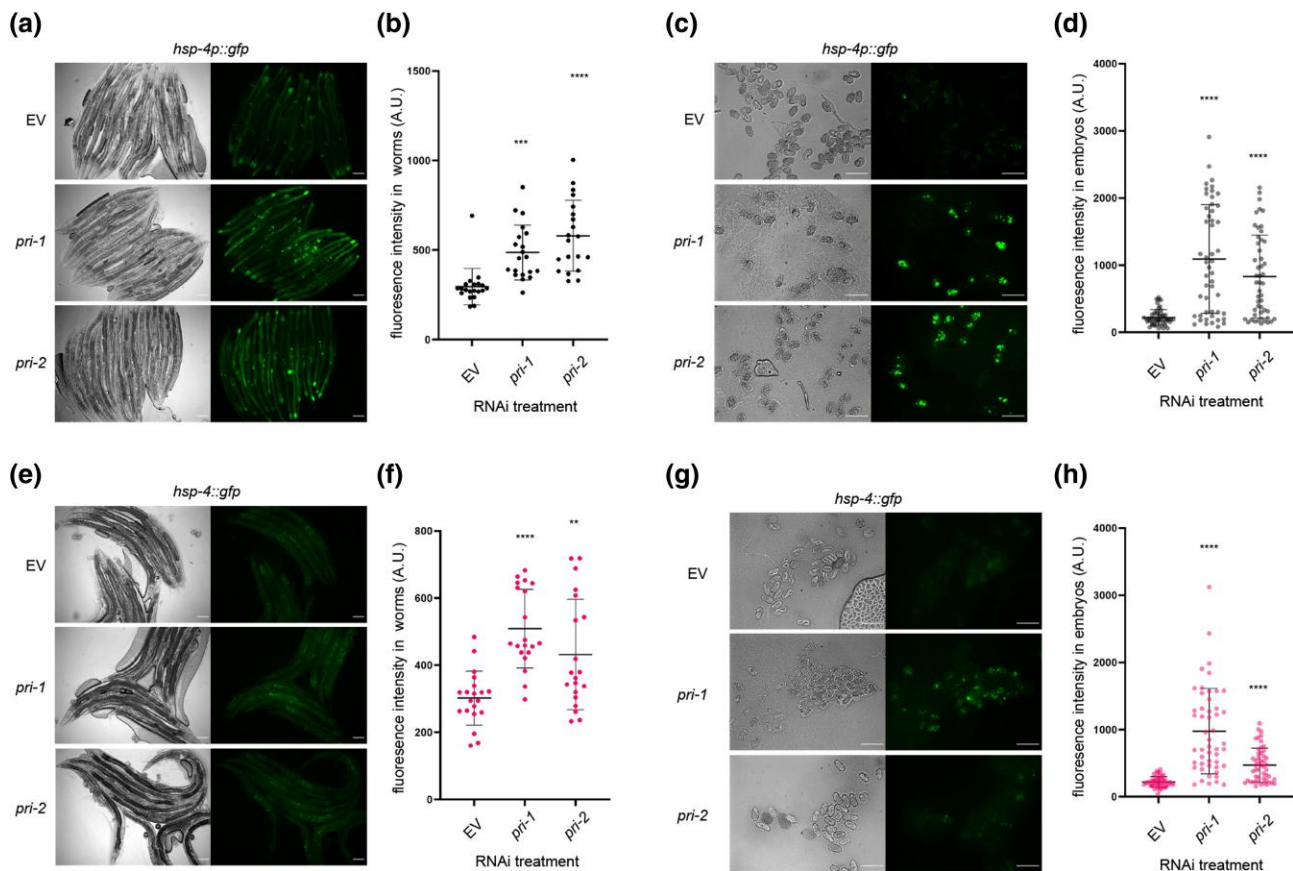 (a)
hsp-4p::gfp
EV
pri-1
pri-2
(b)
fluoresence intensity in worms (A.U.)
1500
1000
500
0
***
****
EV
pri-1
pri-2
RNAi treatment
(c)
hsp-4p::gfp
EV
pri-1
pri-2
(d)
fluoresence intensity in embryos (A.U.)
4000
3000
2000
1000
0
****
****
EV
pri-1
pri-2
RNAi treatment
(e)
hsp-4::gfp
EV
pri-1
pri-2
(f)
fluoresence intensity in worms (A.U.)
800
600
400
200
0
****
**
EV
pri-1
pri-2
RNAi treatment
(g)
hsp-4::gfp
EV
pri-1
pri-2
(h)
fluoresence intensity in embryos (A.U.)
4000
3000
2000
1000
0
****
****
EV
pri-1
pri-2
RNAi treatment